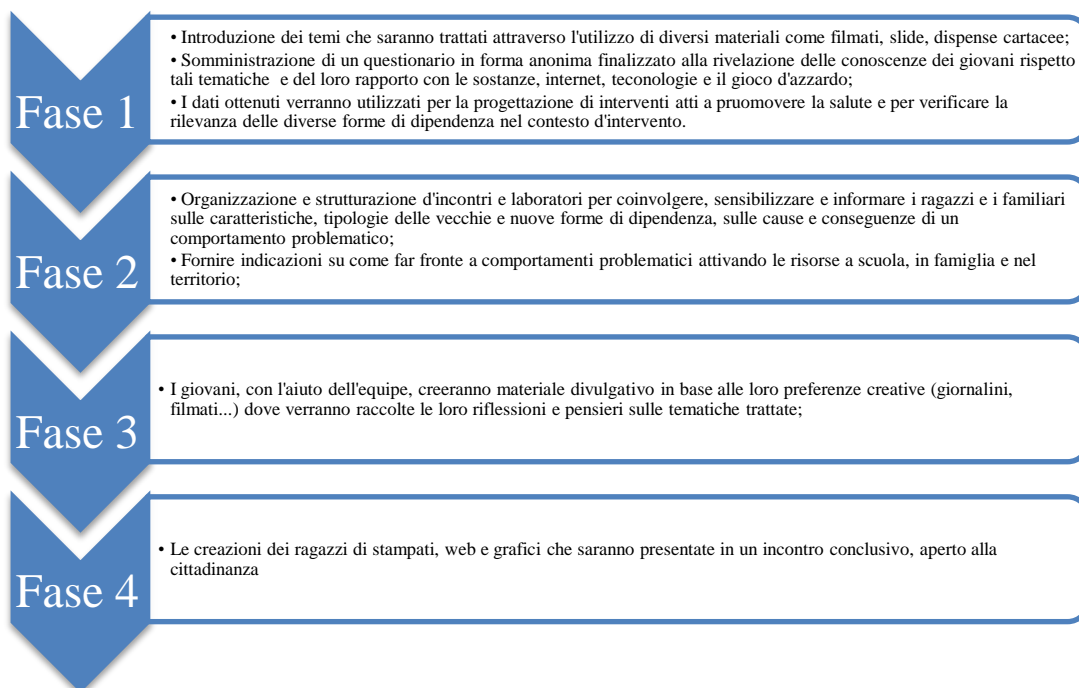 Fase 1
• Introduzione dei temi che saranno trattati attraverso l'utilizzo di diversi materiali come filmati, slide, dispense cartacee;
• Somministrazione di un questionario in forma anonima finalizzato alla rivelazione delle conoscenze dei giovani rispetto
tali tematiche e del loro rapporto con le sostanze, internet, teconologie e il gioco d'azzardo;
• I dati ottenuti verranno utilizzati per la progettazione di interventi atti a pruomovere la salute e per verificare la
rilevanza delle diverse forme di dipendenza nel contesto d'intervento.
Fase 2
• Organizzazione e strutturazione d'incontri e laboratori per coinvolgere, sensibilizzare e informare i ragazzi e i familiari
sulle caratteristiche, tipologie delle vecchie e nuove forme di dipendenza, sulle cause e conseguenze di un
comportamento problematico;
• Fornire indicazioni su come far fronte a comportamenti problematici attivando le risorse a scuola, in famiglia e nel
territorio;
Fase 3
• I giovani, con l'aiuto dell'equipe, creeranno materiale divulgativo in base alle loro preferenze creative (giornalini,
filmati...) dove verranno raccolte le loro riflessioni e pensieri sulle tematiche trattate;
Fase 4
• Le creazioni dei ragazzi di stampati, web e grafici che saranno presentate in un incontro conclusivo, aperto alla
cittadinanza